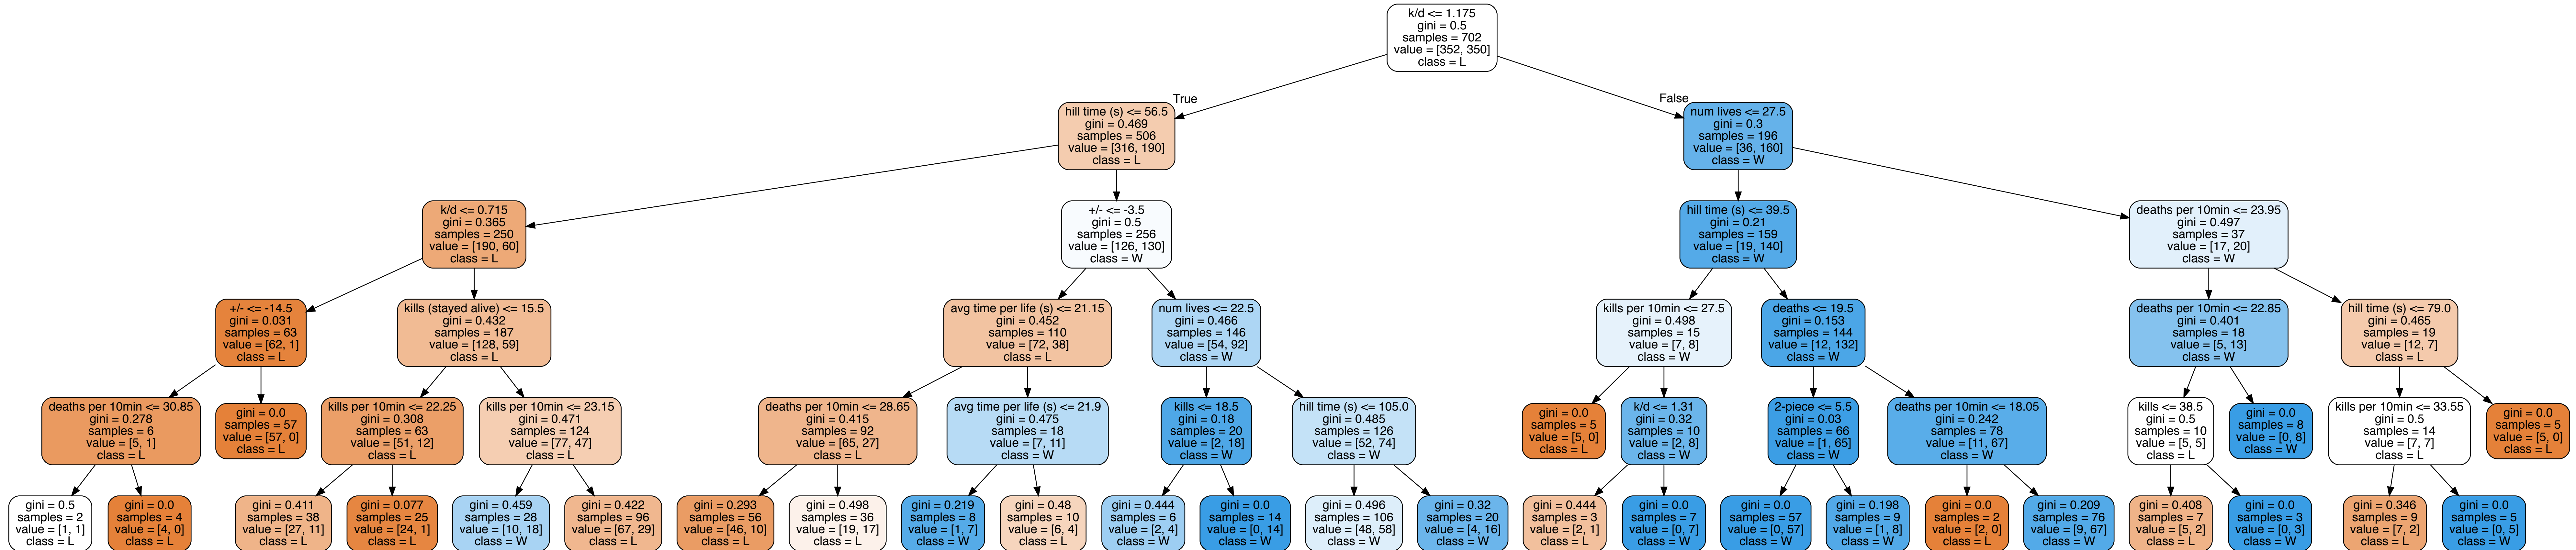 k/d <= 1.175
gini = 0.5
samples = 702
value = [352, 350]
class = L
True
False
hill time (s) <= 56.5
gini = 0.469
samples = 506
value = [316, 190]
class = L
num lives <= 27.5
gini = 0.3
samples = 196
value = [36, 160]
class = W
k/d <= 0.715
gini = 0.365
samples = 250
value = [190, 60]
class = L
+/- <= -3.5
gini = 0.5
samples = 256
value = [126, 130]
class = W
hill time (s) <= 39.5
gini = 0.21
samples = 159
value = [19, 140]
class = W
deaths per 10min <= 23.95
gini = 0.497
samples = 37
value = [17, 20]
class = W
+/- <= -14.5
gini = 0.031
samples = 63
value = [62, 1]
class = L
kills (stayed alive) <= 15.5
gini = 0.432
samples = 187
value = [128, 59]
class = L
avg time per life (s) <= 21.15
gini = 0.452
samples = 110
value = [72, 38]
class = L
num lives <= 22.5
gini = 0.466
samples = 146
value = [54, 92]
class = W
kills per 10min <= 27.5
gini = 0.498
samples = 15
value = [7, 8]
class = W
deaths <= 19.5
gini = 0.153
samples = 144
value = [12, 132]
class = W
deaths per 10min <= 22.85
gini = 0.401
samples = 18
value = [5, 13]
class = W
hill time (s) <= 79.0
gini = 0.465
samples = 19
value = [12, 7]
class = L
deaths per 10min <= 30.85
gini = 0.278
samples = 6
value = [5, 1]
class = L
gini = 0.0
samples = 57
value = [57, 0]
class = L
kills per 10min <= 22.25
gini = 0.308
samples = 63
value = [51, 12]
class = L
kills per 10min <= 23.15
gini = 0.471
samples = 124
value = [77, 47]
class = L
deaths per 10min <= 28.65
gini = 0.415
samples = 92
value = [65, 27]
class = L
avg time per life (s) <= 21.9
gini = 0.475
samples = 18
value = [7, 11]
class = W
kills <= 18.5
gini = 0.18
samples = 20
value = [2, 18]
class = W
hill time (s) <= 105.0
gini = 0.485
samples = 126
value = [52, 74]
class = W
gini = 0.0
samples = 5
value = [5, 0]
class = L
k/d <= 1.31
gini = 0.32
samples = 10
value = [2, 8]
class = W
2-piece <= 5.5
gini = 0.03
samples = 66
value = [1, 65]
class = W
deaths per 10min <= 18.05
gini = 0.242
samples = 78
value = [11, 67]
class = W
kills <= 38.5
gini = 0.5
samples = 10
value = [5, 5]
class = L
gini = 0.0
samples = 8
value = [0, 8]
class = W
kills per 10min <= 33.55
gini = 0.5
samples = 14
value = [7, 7]
class = L
gini = 0.0
samples = 5
value = [5, 0]
class = L
gini = 0.5
samples = 2
value = [1, 1]
class = L
gini = 0.0
samples = 4
value = [4, 0]
class = L
gini = 0.411
samples = 38
value = [27, 11]
class = L
gini = 0.077
samples = 25
value = [24, 1]
class = L
gini = 0.459
samples = 28
value = [10, 18]
class = W
gini = 0.422
samples = 96
value = [67, 29]
class = L
gini = 0.293
samples = 56
value = [46, 10]
class = L
gini = 0.498
samples = 36
value = [19, 17]
class = L
gini = 0.219
samples = 8
value = [1, 7]
class = W
gini = 0.48
samples = 10
value = [6, 4]
class = L
gini = 0.444
samples = 6
value = [2, 4]
class = W
gini = 0.0
samples = 14
value = [0, 14]
class = W
gini = 0.496
samples = 106
value = [48, 58]
class = W
gini = 0.32
samples = 20
value = [4, 16]
class = W
gini = 0.444
samples = 3
value = [2, 1]
class = L
gini = 0.0
samples = 7
value = [0, 7]
class = W
gini = 0.0
samples = 57
value = [0, 57]
class = W
gini = 0.198
samples = 9
value = [1, 8]
class = W
gini = 0.0
samples = 2
value = [2, 0]
class = L
gini = 0.209
samples = 76
value = [9, 67]
class = W
gini = 0.408
samples = 7
value = [5, 2]
class = L
gini = 0.0
samples = 3
value = [0, 3]
class = W
gini = 0.346
samples = 9
value = [7, 2]
class = L
gini = 0.0
samples = 5
value = [0, 5]
class = W